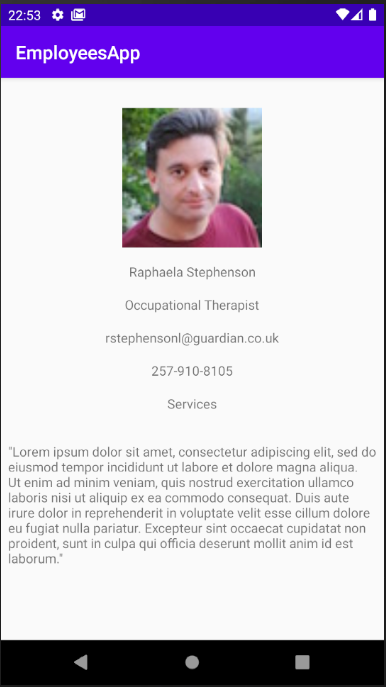 22:53
EmployeesApp
Raphaela Stephenson
Occupational Therapist
rstephensonl@guardian.co.uk
257-910-8105
Services
"Lorem ipsum dolor sit amet, consectetur adipiscing elit, sed do
eiusmod tempor incididunt ut labore et dolore magna aliqua.
Ut enim ad minim veniam, quis nostrud exercitation ullamco
laboris nisi ut aliquip ex ea commodo consequat. Duis aute
irure dolor in reprehenderit in voluptate velit esse cillum dolore
eu fugiat nulla pariatur. Excepteur sint occaecat cupidatat non
proident, sunt in culpa qui officia deserunt mollit anim id est
laborum."